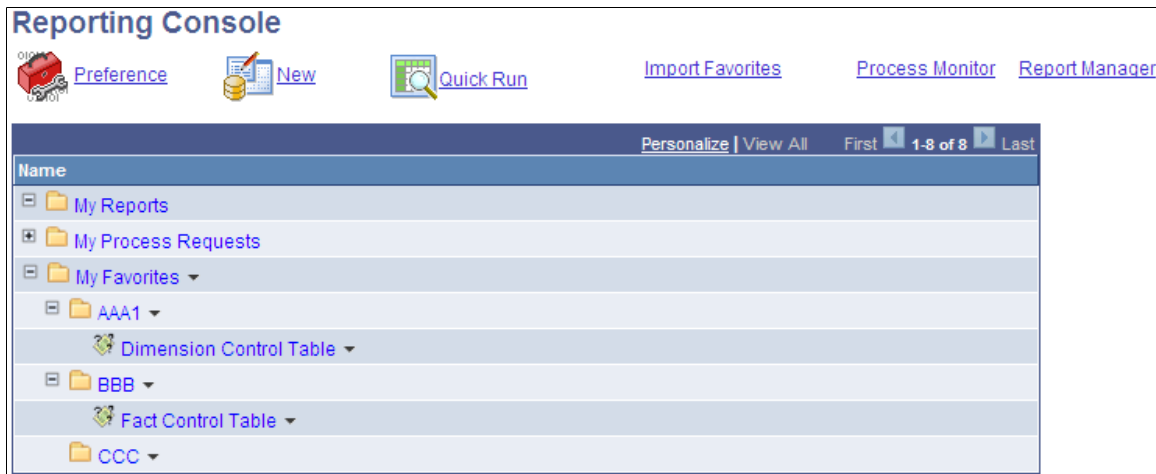 Reporting Console
Preference New Quick Run Import Favorites Process Monitor Report Manager
Personalize | View All First 1-8 of 8 Last
Name
My Reports
My Process Requests
My Favorites
AAA1
Dimension Control Table
BBB
Fact Control Table
CCC